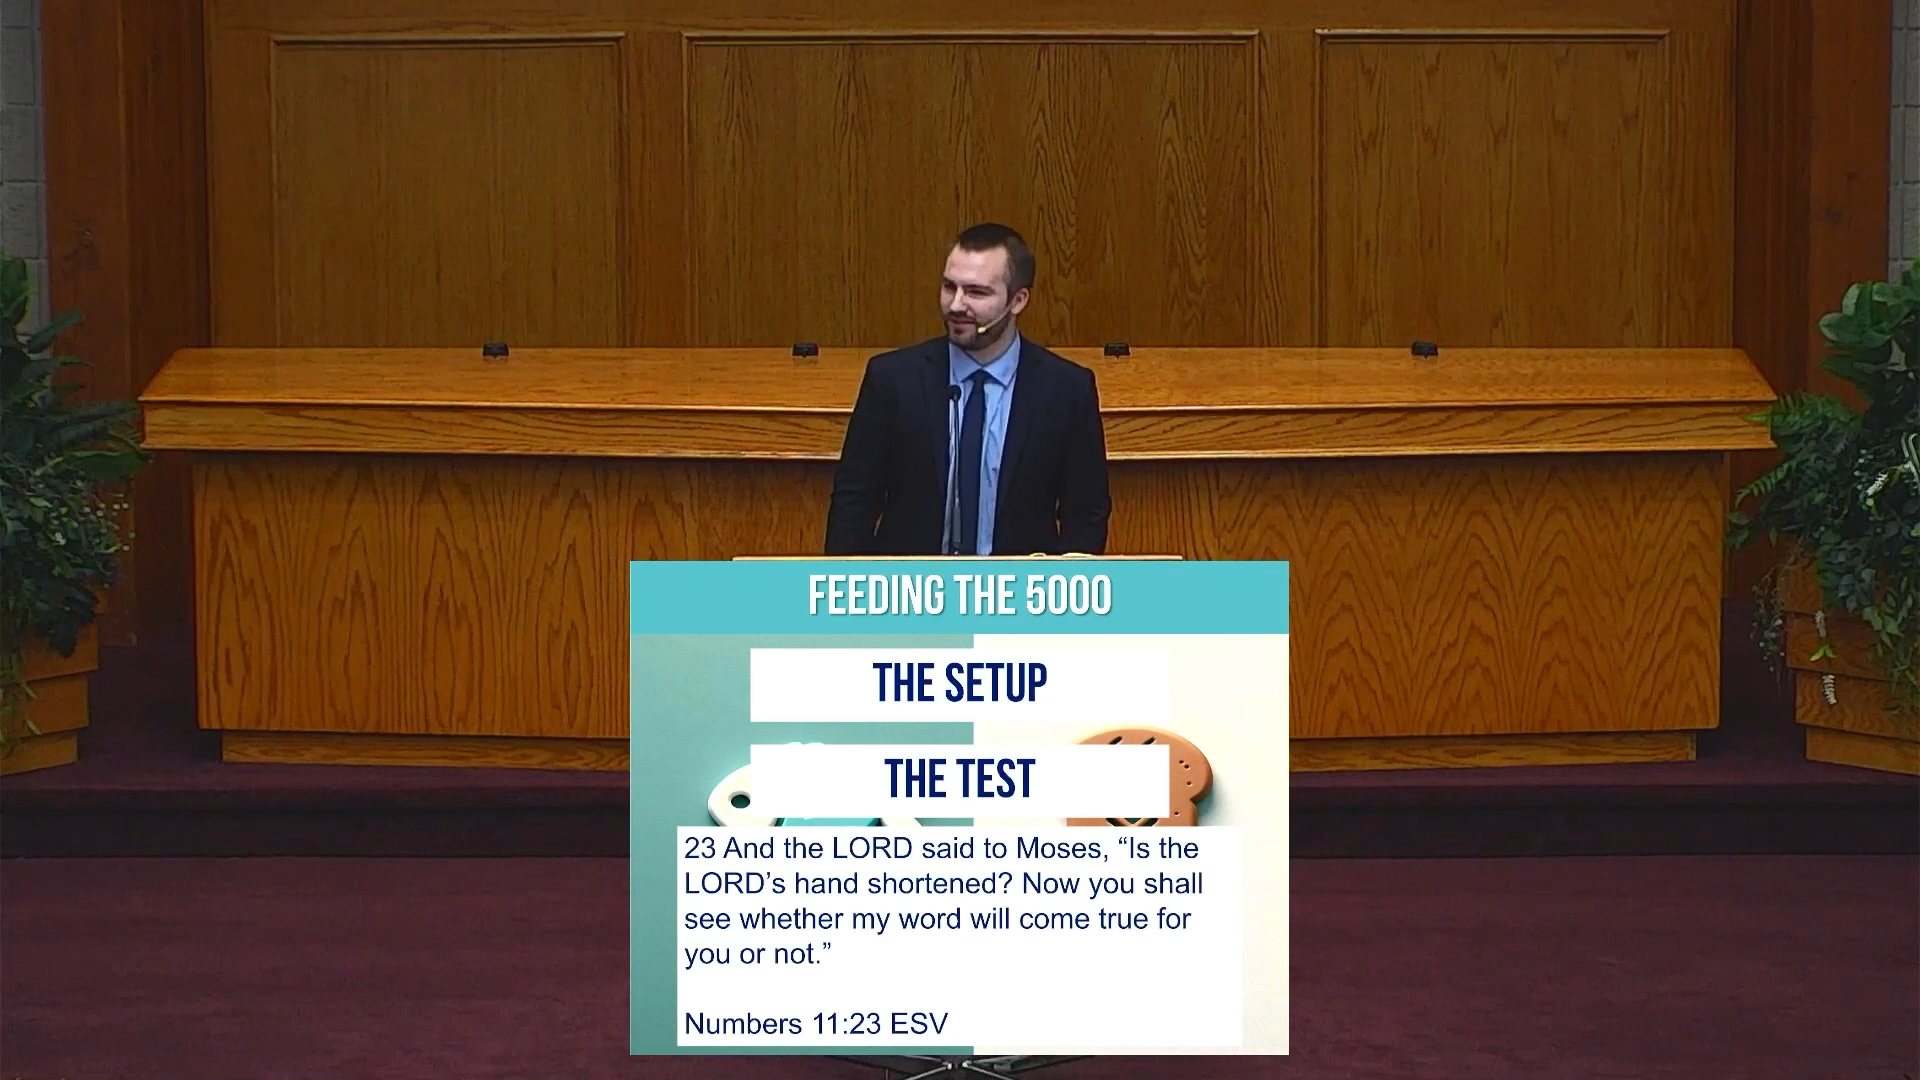 FEEDING THE 5000
THE SETUP
THE TEST
23 And the LORD said to Moses, “Is the
LORD’s hand shortened? Now you shall
see whether my word will come true for
you or not.”
Numbers 11:23 ESV